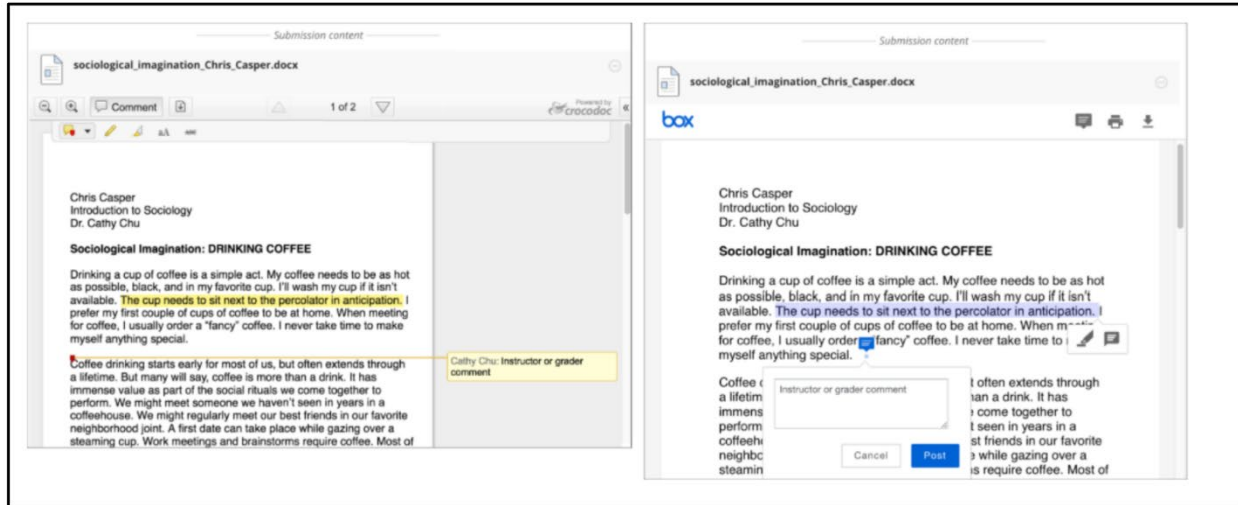 Submission content
sociological_imagination_Chris_Casper.docx
Comment
1 of 2
Powered by
crocodoc
Chris Casper
Introduction to Sociology
Dr. Cathy Chu
Sociological Imagination: DRINKING COFFEE
Drinking a cup of coffee is a simple act. My coffee needs to be as hot
as possible, black, and in my favorite cup. I'll wash my cup if it isn't
available. The cup needs to sit next to the percolator in anticipation. I
prefer my first couple of cups of coffee to be at home. When meeting
for coffee, I usually order a "fancy" coffee. I never take time to make
myself anything special.
Coffee drinking starts early for most of us, but often extends through
a lifetime. But many will say, coffee is more than a drink. It has
immense value as part of the social rituals we come together to
perform. We might meet someone we haven't seen in years in a
coffeehouse. We might regularly meet our best friends in our favorite
neighborhood joint. A first date can take place while gazing over a
steaming cup. Work meetings and brainstorms require coffee. Most of
Cathy Chu: Instructor or grader
comment
Submission content
sociological_imagination_Chris_Casper.docx
box
Chris Casper
Introduction to Sociology
Dr. Cathy Chu
Sociological Imagination: DRINKING COFFEE
Drinking a cup of coffee is a simple act. My coffee needs to be as hot
as possible, black, and in my favorite cup. I'll wash my cup if it isn't
available. The cup needs to sit next to the percolator in anticipation. I
prefer my first couple of cups of coffee to be at home. When meeting
for coffee, I usually order fancy" coffee. I never take time to
myself anything special.
Coffee t often extends through
a lifetim an a drink. It has
immens come together to
perform t seen in years in a
coffeeh st friends in our favorite
neighbo e while gazing over a
steamin s require coffee. Most of
Instructor or grader comment
Cancel
Post